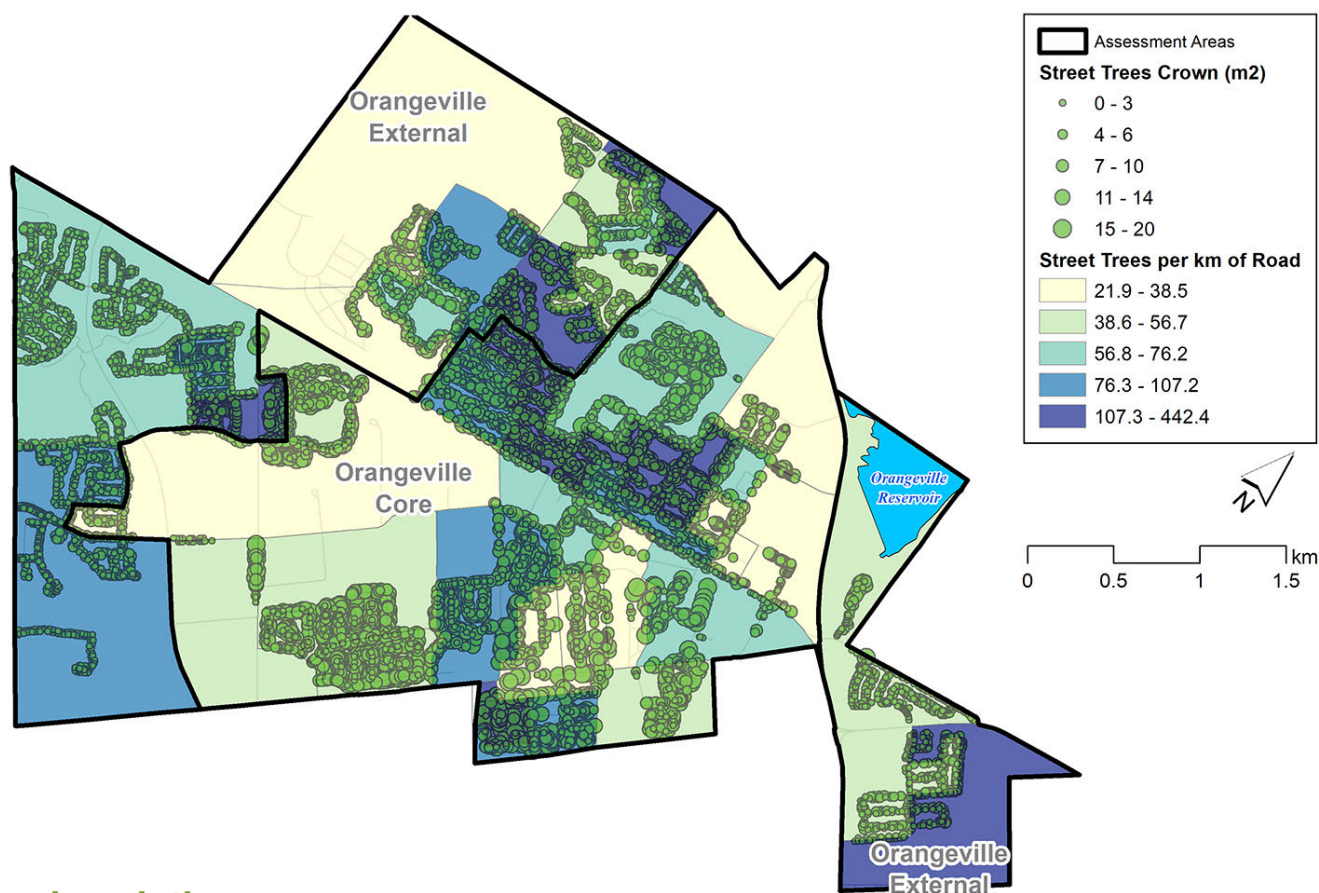 Orangeville
External
Orangeville
Core
Orangeville
Reservoir
Orangeville
External
Assessment Areas
Street Trees Crown (m2)
0 - 3
4 - 6
7 - 10
11 - 14
15 - 20
Street Trees per km of Road
21.9 - 38.5
38.6 - 56.7
56.8 - 76.2
76.3 - 107.2
107.3 - 442.4
N
km
0 0.5 1 1.5